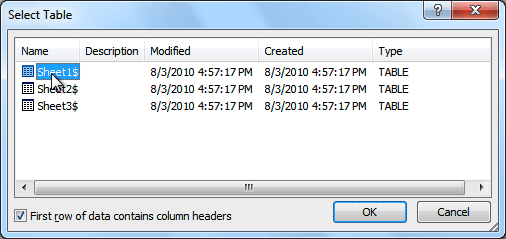 Select Table
Name Description Modified Created Type
Sheet1$ 8/3/2010 4:57:17 PM 8/3/2010 4:57:17 PM TABLE
Sheet2$ 8/3/2010 4:57:17 PM 8/3/2010 4:57:17 PM TABLE
Sheet3$ 8/3/2010 4:57:17 PM 8/3/2010 4:57:17 PM TABLE
First row of data contains column headers OK Cancel